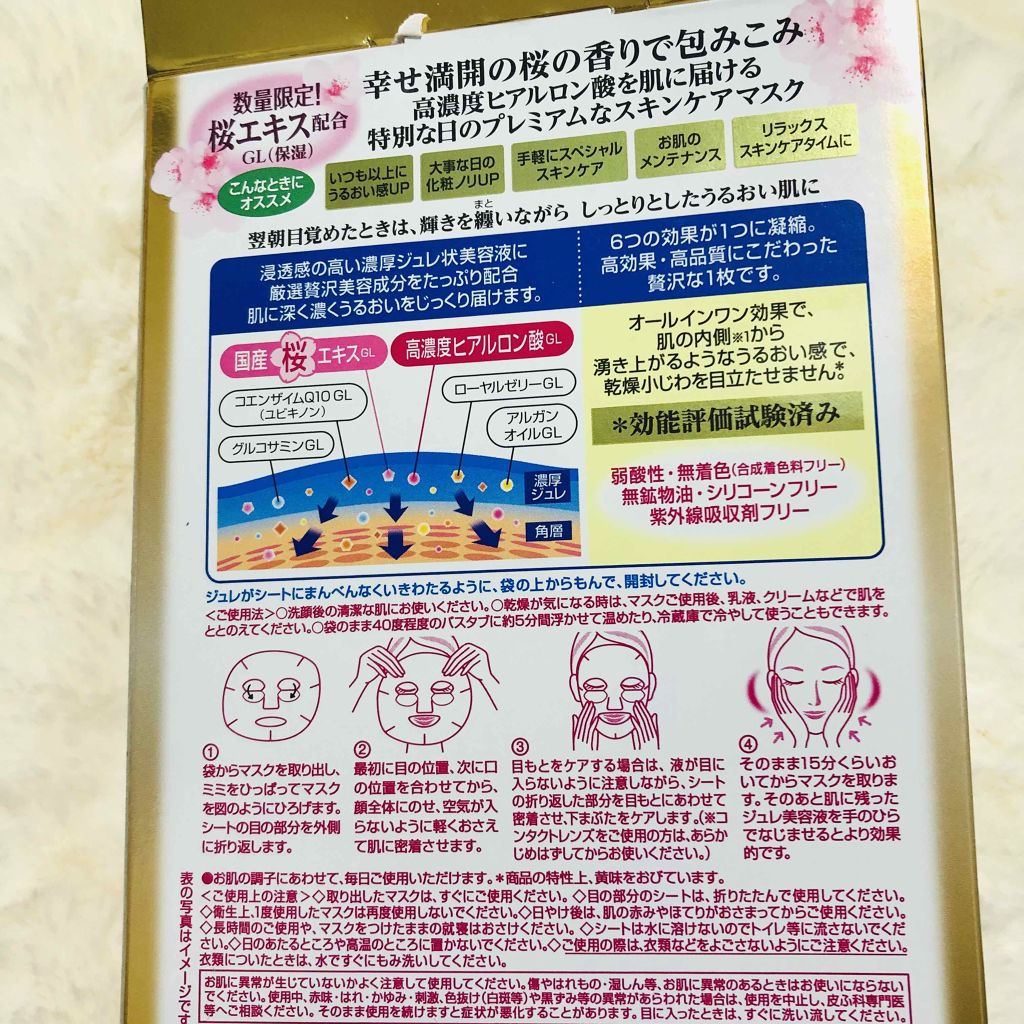 数量限定!
桜エキス配合
GL(保湿)
幸せ満開の桜の香りで包みこみ
高濃度ヒアルロン酸を肌に届ける
特別な日のプレミアムなスキンケアマスク
こんなときに
オススメ
いつも以上に
うるおい感UP
大事な日の
化粧ノリUP
手軽にスペシャル
スキンケア
お肌の
メンテナンス
リラックス
スキンケアタイムに
まと
翌朝目覚めたときは、輝きを纏いながら しっとりとしたうるおい肌に
浸透感の高い濃厚ジュレ状美容液に
厳選贅沢美容成分をたっぷり配合
肌に深く濃くうるおいをじっくり届けます。
6つの効果が1つに凝縮。
高効果・高品質にこだわった
贅沢な1枚です。
国産 桜 エキスGL
高濃度ヒアルロン酸GL
コエンザイムQ10 GL
(ユビキノン)
ローヤルゼリーGL
グルコサミンGL
アルガン
オイルGL
濃厚
ジュレ
角層
オールインワン効果で、
肌の内側※1から
湧き上がるようなうるおい感で、
乾燥小じわを目立たせません*。
*効能評価試験済み
弱酸性・無着色(合成着色料フリー)
無鉱物油・シリコーンフリー
紫外線吸収剤フリー
ジュレがシートにまんべんなくいきわたるように、袋の上からもんで、開封してください。
<ご使用法>○洗顔後の清潔な肌にお使いください。○乾燥が気になる時は、マスクご使用後、乳液、クリームなどで肌を
ととのえてください。○袋のまま40度程度のバスタブに約5分間浮かせて温めたり、冷蔵庫で冷やして使うこともできます。
①
袋からマスクを取り出し、
ミミをひっぱってマスク
を図のようにひろげます。
シートの目の部分を外側
に折り返します。
②
最初に目の位置、次に口
の位置を合わせてから、
顔全体にのせ、空気が入
らないように軽くおさえ
て肌に密着させます。
③
目もとをケアする場合は、液が目に
入らないように注意しながら、シート
の折り返した部分を目もとにあわせて
密着させ、下まぶたをケアします。(※コ
ンタクトレンズをご使用の方は、あらか
じめはずしてからお使いください。)
④
そのまま15分くらいお
いてからマスクを取りま
す。そのあと肌に残った
ジュレ美容液を手のひら
でなじませるとより効果
的です。
●お肌の調子にあわせて、毎日ご使用いただけます。*商品の特性上、黄味をおびています。
<ご使用上の注意>◇取り出したマスクは、すぐにご使用ください。◇目の部分のシートは、折りたたんで使用してください。
◇衛生上、1度使用したマスクは再度使用しないでください。◇日やけ後は、肌の赤みやほてりがおさまってからご使用ください。
◇長時間のご使用や、マスクをつけたままの就寝はおさけください。◇シートは水に溶けないのでトイレ等に流さないでくだ
さい。◇日のあたるところや高温のところに置かないでください。◇ご使用の際は、衣類などをよごさないようにご注意ください。
衣類についたときは、水ですぐにもみ洗いしてください。
お肌に異常が生じていないかよく注意して使用してください。傷やはれもの・湿しん等、お肌に異常のあるときはお使いにならない
でください。使用中、赤味・はれ・かゆみ・刺激、色抜け(白斑等)や黒ずみ等の異常があらわれた場合は、使用を中止し、皮ふ科専門医
等へご相談ください。そのまま使用を続けますと症状が悪化することがあります。目に入ったときは、すぐに洗い流してください。
表の写真はイメージです